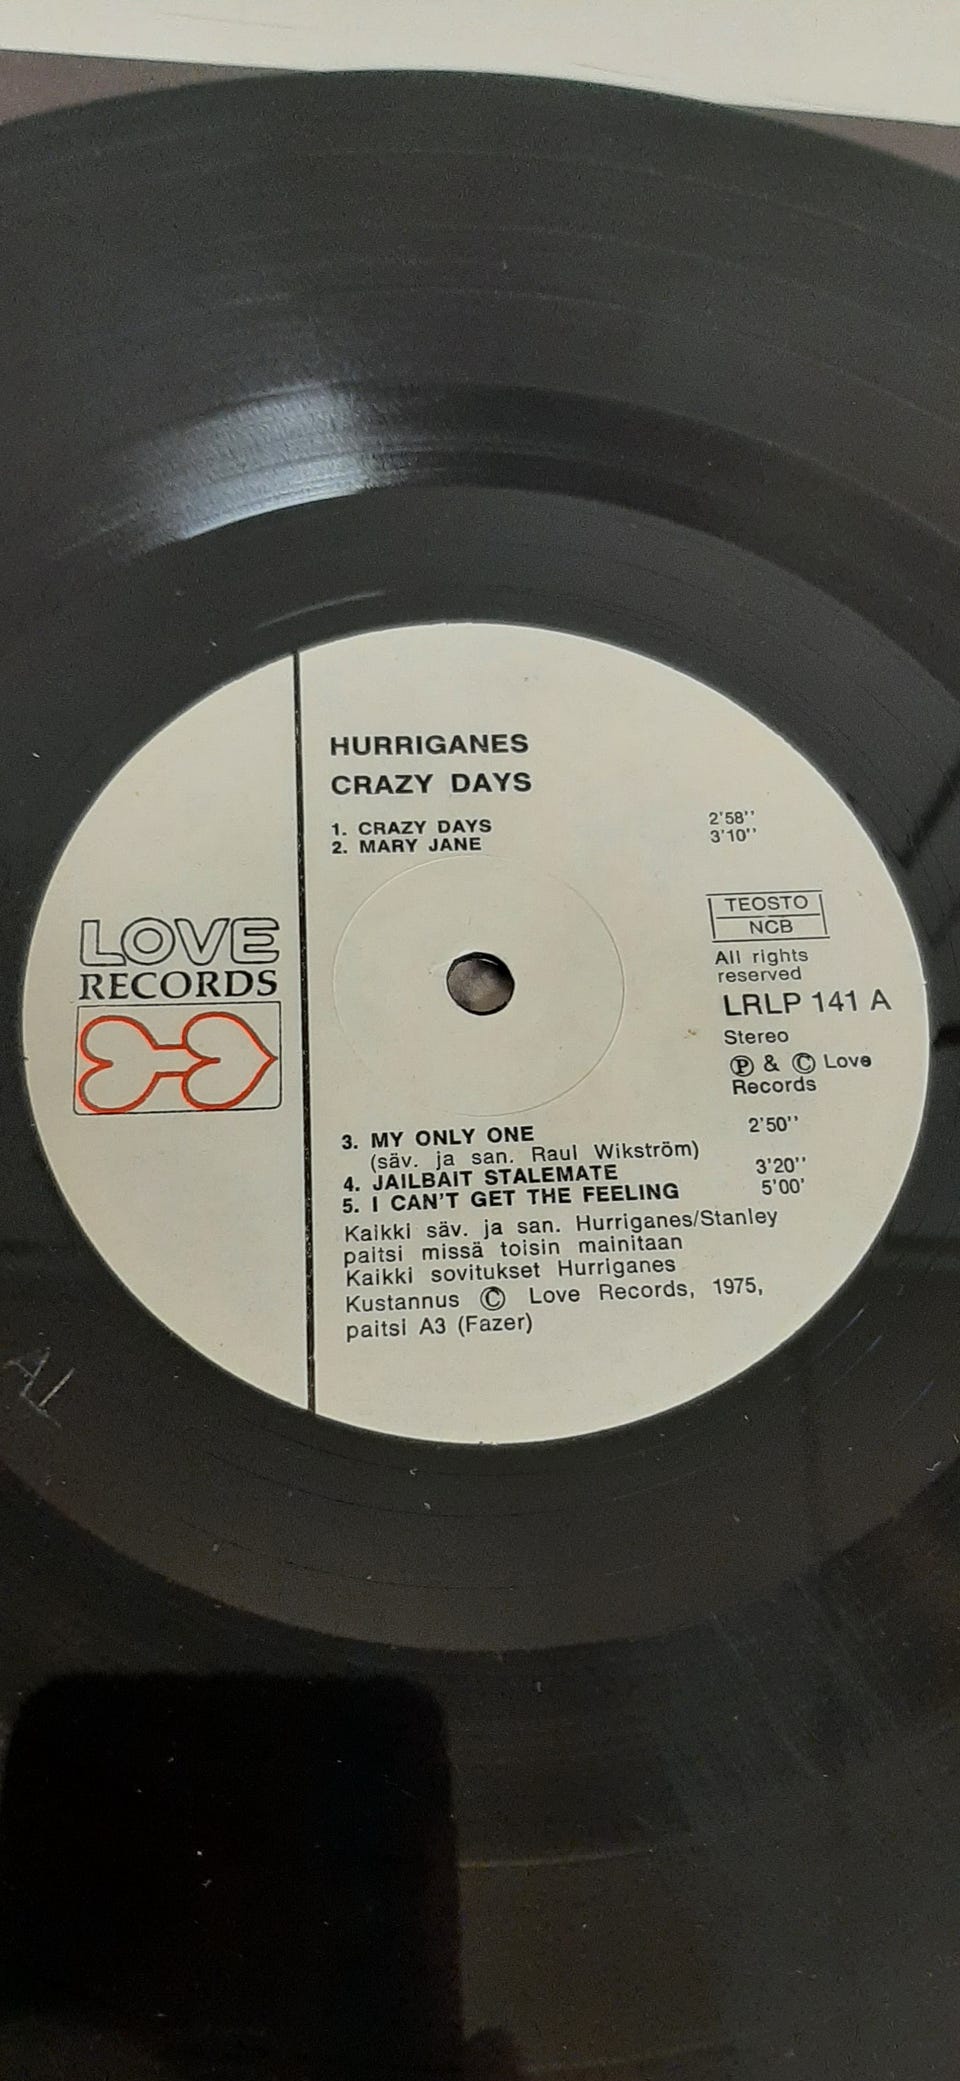 HURRIGANES
CRAZY DAYS
1. CRAZY DAYS 2'58''
2. MARY JANE 3'10''
LOVE
RECORDS
TEOSTO
NCB
All rights
reserved
LRLP 141 A
Stereo
Ⓟ & © Love
Records
3. MY ONLY ONE 2'50''
(säv. ja san. Raul Wikström)
4. JAILBAIT STALEMATE 3'20''
5. I CAN'T GET THE FEELING 5'00'
Kaikki säv. ja san. Hurriganes/Stanley
paitsi missä toisin mainitaan
Kaikki sovitukset Hurriganes
Kustannus © Love Records, 1975,
paitsi A3 (Fazer)
A1